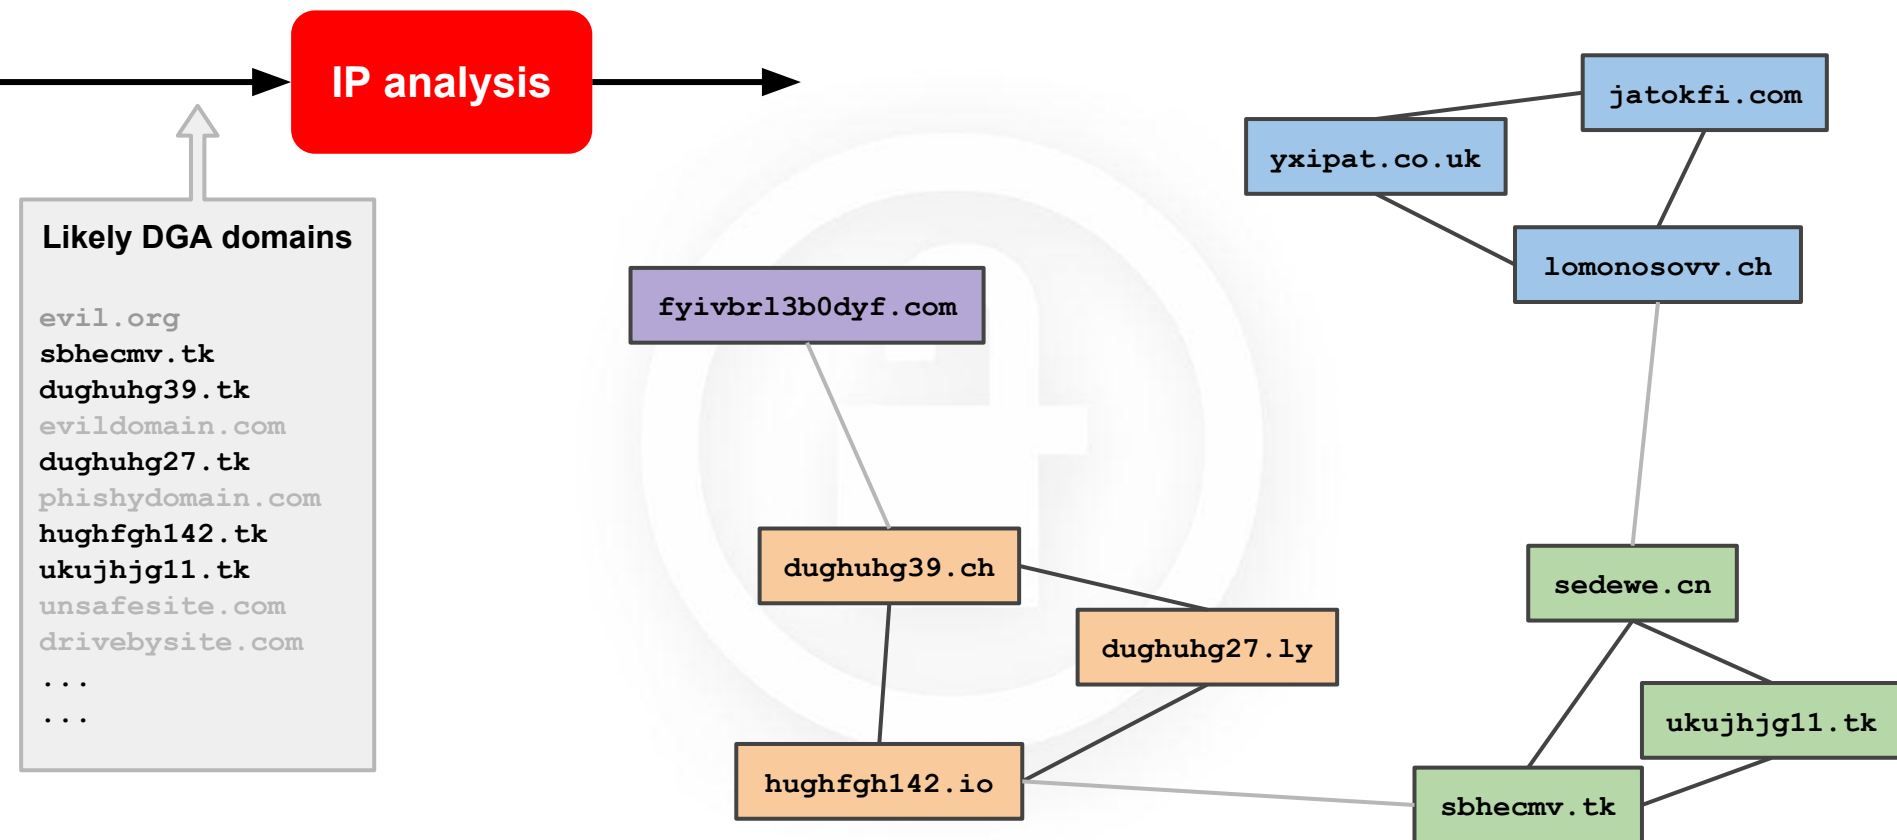 IP analysis
Likely DGA domains
evil.org
sbhecmv.tk
dughuhg39.tk
evildomain.com
dughuhg27.tk
phishydomain.com
hughfgh142.tk
ukujhjg11.tk
unsafesite.com
drivebysite.com
...
...
jatokfi.com
yxipat.co.uk
lomonosovv.ch
fyivbrl3b0dyf.com
dughuhg39.ch
dughuhg27.ly
hughfgh142.io
sedewe.cn
ukujhjg11.tk
sbhecmv.tk